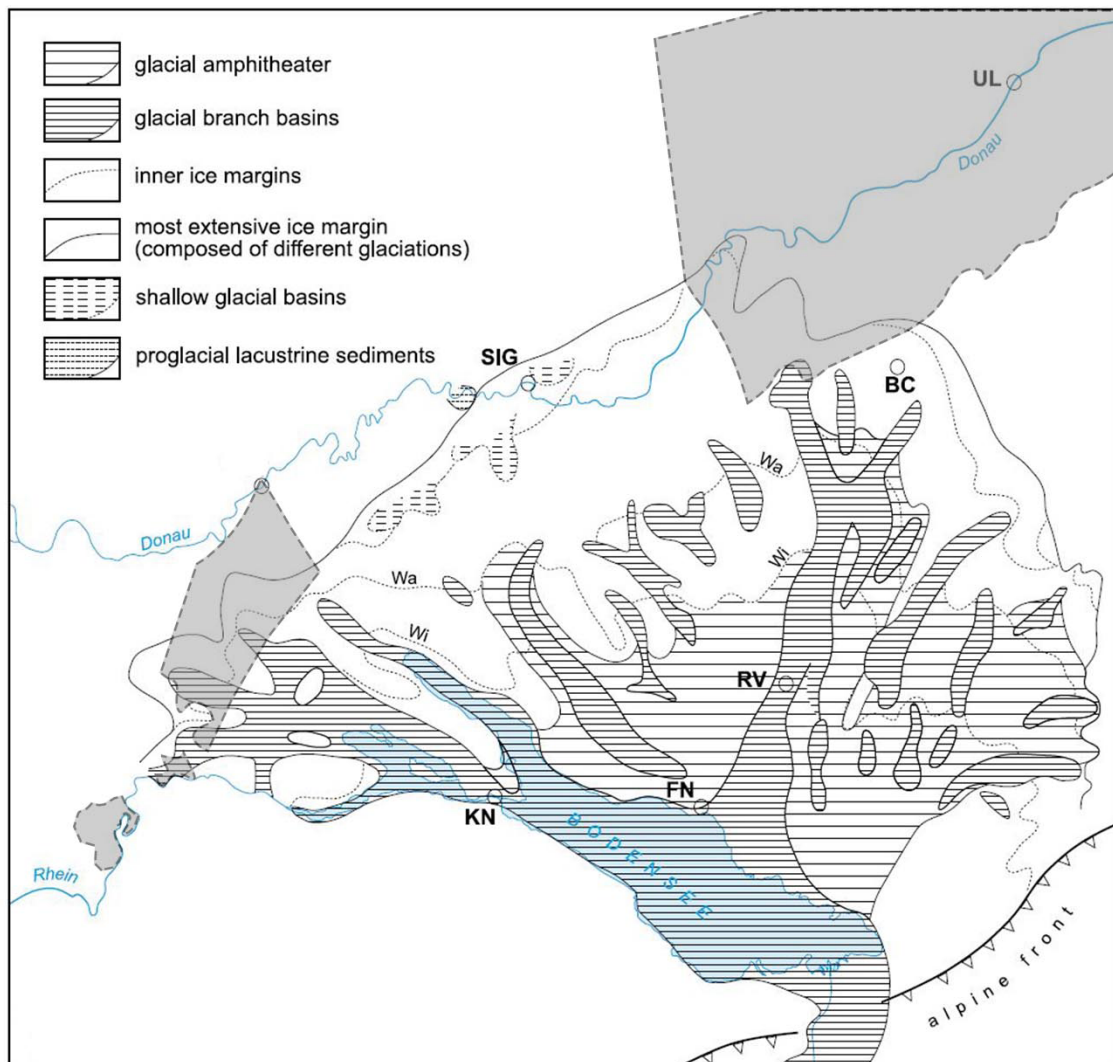 glacial amphitheater
glacial branch basins
inner ice margins
most extensive ice margin
(composed of different glaciations)
shallow glacial basins
proglacial lacustrine sediments
UL
Donau
SIG
BC
Wa
Donau
Wi
Wa
Wi
RV
FN
KN
BODENSEE
Rhein
alpine front